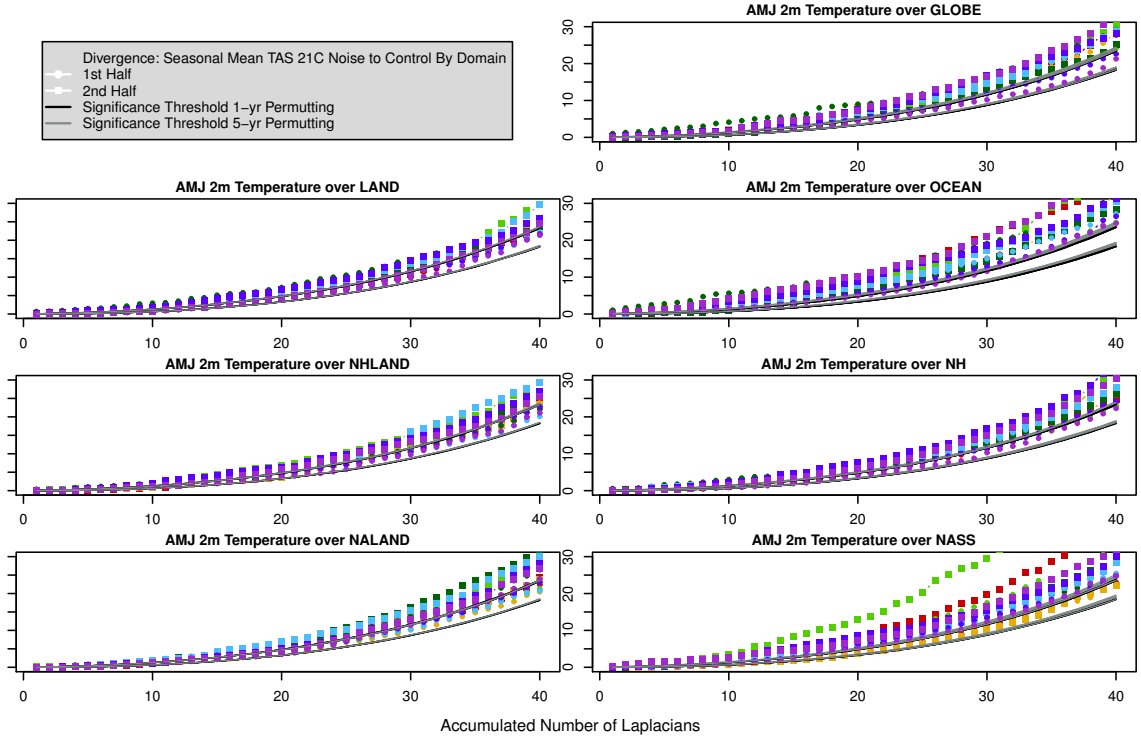 AMJ 2m Temperature over GLOBE
Divergence: Seasonal Mean TAS 21C Noise to Control By Domain
1st Half
2nd Half
Significance Threshold 1−yr Permutting
Significance Threshold 5−yr Permutting
0 10 20 30
0 10 20 30 40
AMJ 2m Temperature over LAND
0 10 20 30 40
AMJ 2m Temperature over OCEAN
0 10 20 30
0 10 20 30 40
AMJ 2m Temperature over NHLAND
0 10 20 30 40
AMJ 2m Temperature over NH
0 10 20 30
0 10 20 30 40
AMJ 2m Temperature over NALAND
0 10 20 30 40
AMJ 2m Temperature over NASS
0 10 20 30
0 10 20 30 40
0 10 20 30
Accumulated Number of Laplacians